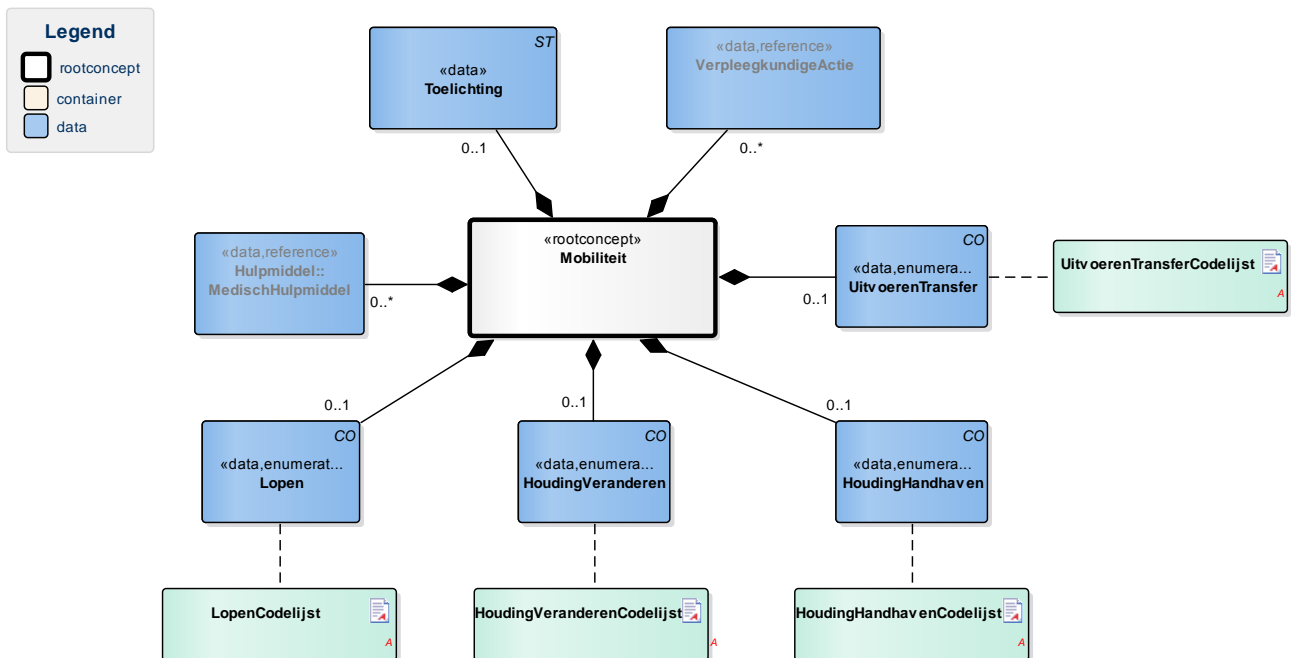 Legend
rootconcept
container
data
ST
«data»
Toelichting
«data,reference»
VerpleegkundigeActie
0..1
0..*
«data,reference»
Hulpmiddel::
MedischHulpmiddel
0..*
«rootconcept»
Mobiliteit
CO
«data,enumera...
UitvoerenTransfer
0..1
UitvoerenTransferCodelijst
A
0..1
0..1
0..1
CO
«data,enumerat...
Lopen
CO
«data,enumera...
HoudingVeranderen
CO
«data,enumera...
HoudingHandhaven
LopenCodelijst
A
HoudingVeranderenCodelijst
A
HoudingHandhavenCodelijst
A